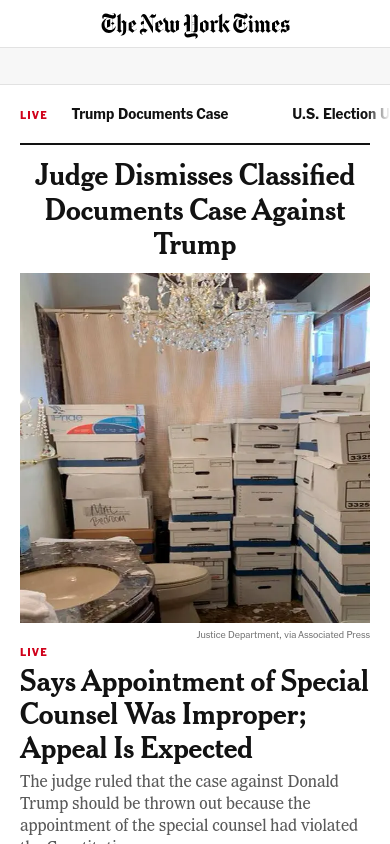 The New York Times
LIVE Trump Documents Case U.S. Election U
Judge Dismisses Classified
Documents Case Against
Trump
MAL
Justice Department, via Associated Press
LIVE
Says Appointment of Special
Counsel Was Improper;
Appeal Is Expected
The judge ruled that the case against Donald
Trump should be thrown out because the
appointment of the special counsel had violated